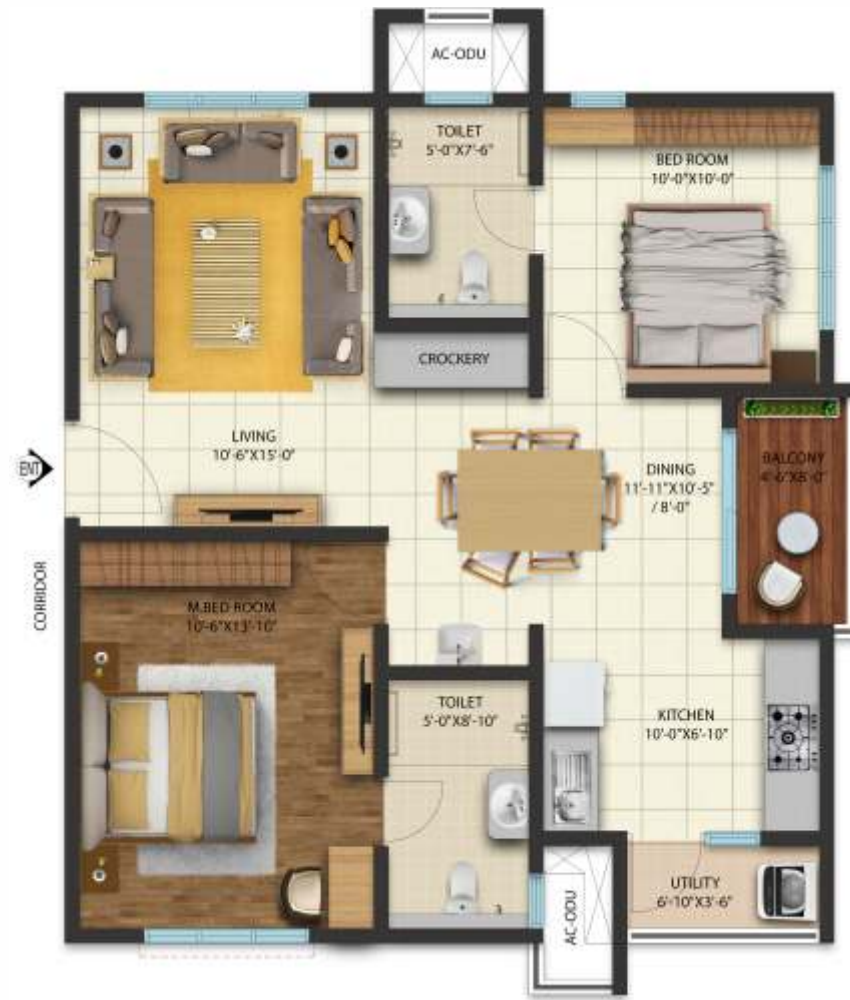 AC-ODU
TOILET
5'-0"X7'-6"
BED ROOM
10'-0"X10'-0"
CROCKERY
LIVING
10'-6"X15'-0"
ENT
DINING
11'-11"X10'-5"
/ 8'-0"
BALCONY
4'-6"X8'-0"
CORRIDOR
M.BED ROOM
10'-6"X13'-10"
TOILET
5'-0"X8'-10"
KITCHEN
10'-0"X6'-10"
UTILITY
6'-10"X3'-6"
AC-ODU